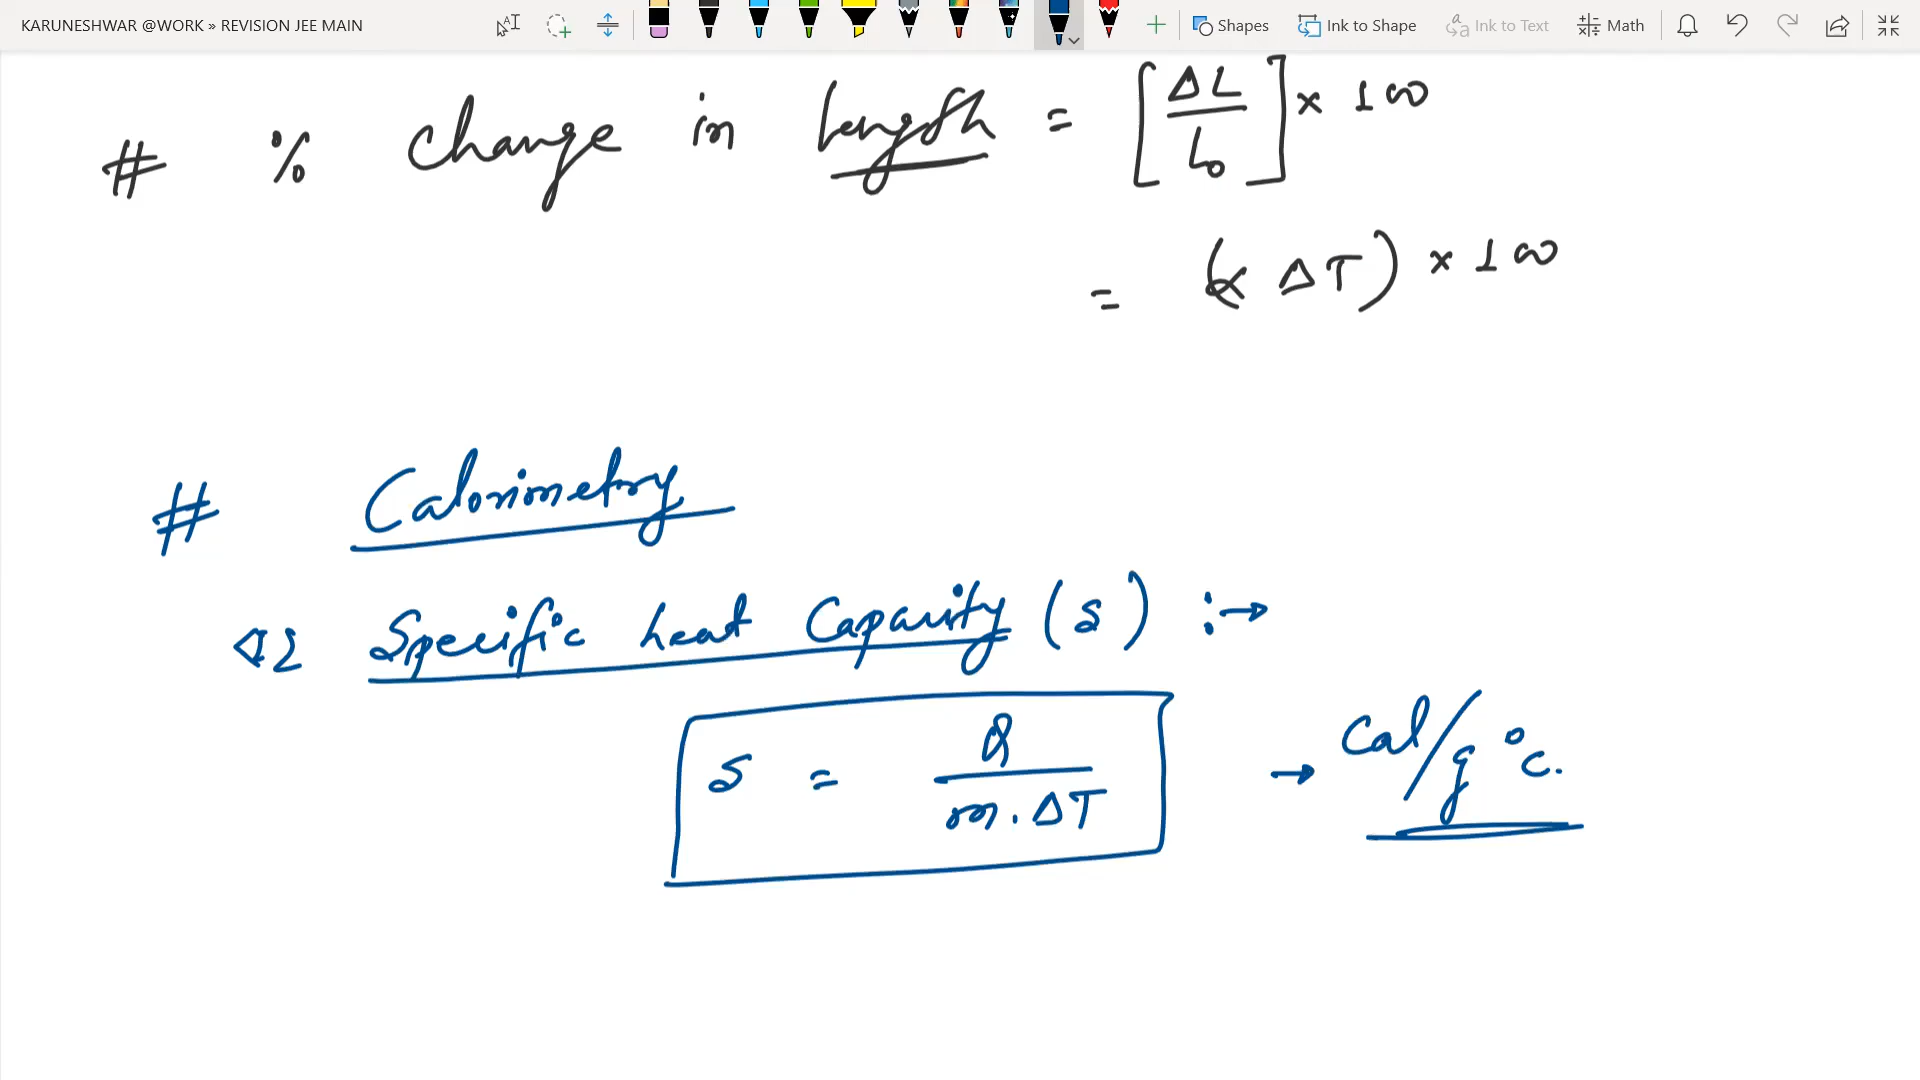 KARUNESHWAR @WORK » REVISION JEE MAIN Shapes Ink to Shape Ink to Text Math
# % change in length = [ΔL/L₀] × 100
= (α ΔT) × 100
# Calorimetry
Specific heat Capacity (s) :→
s = Q / m.ΔT → Cal/g °C.